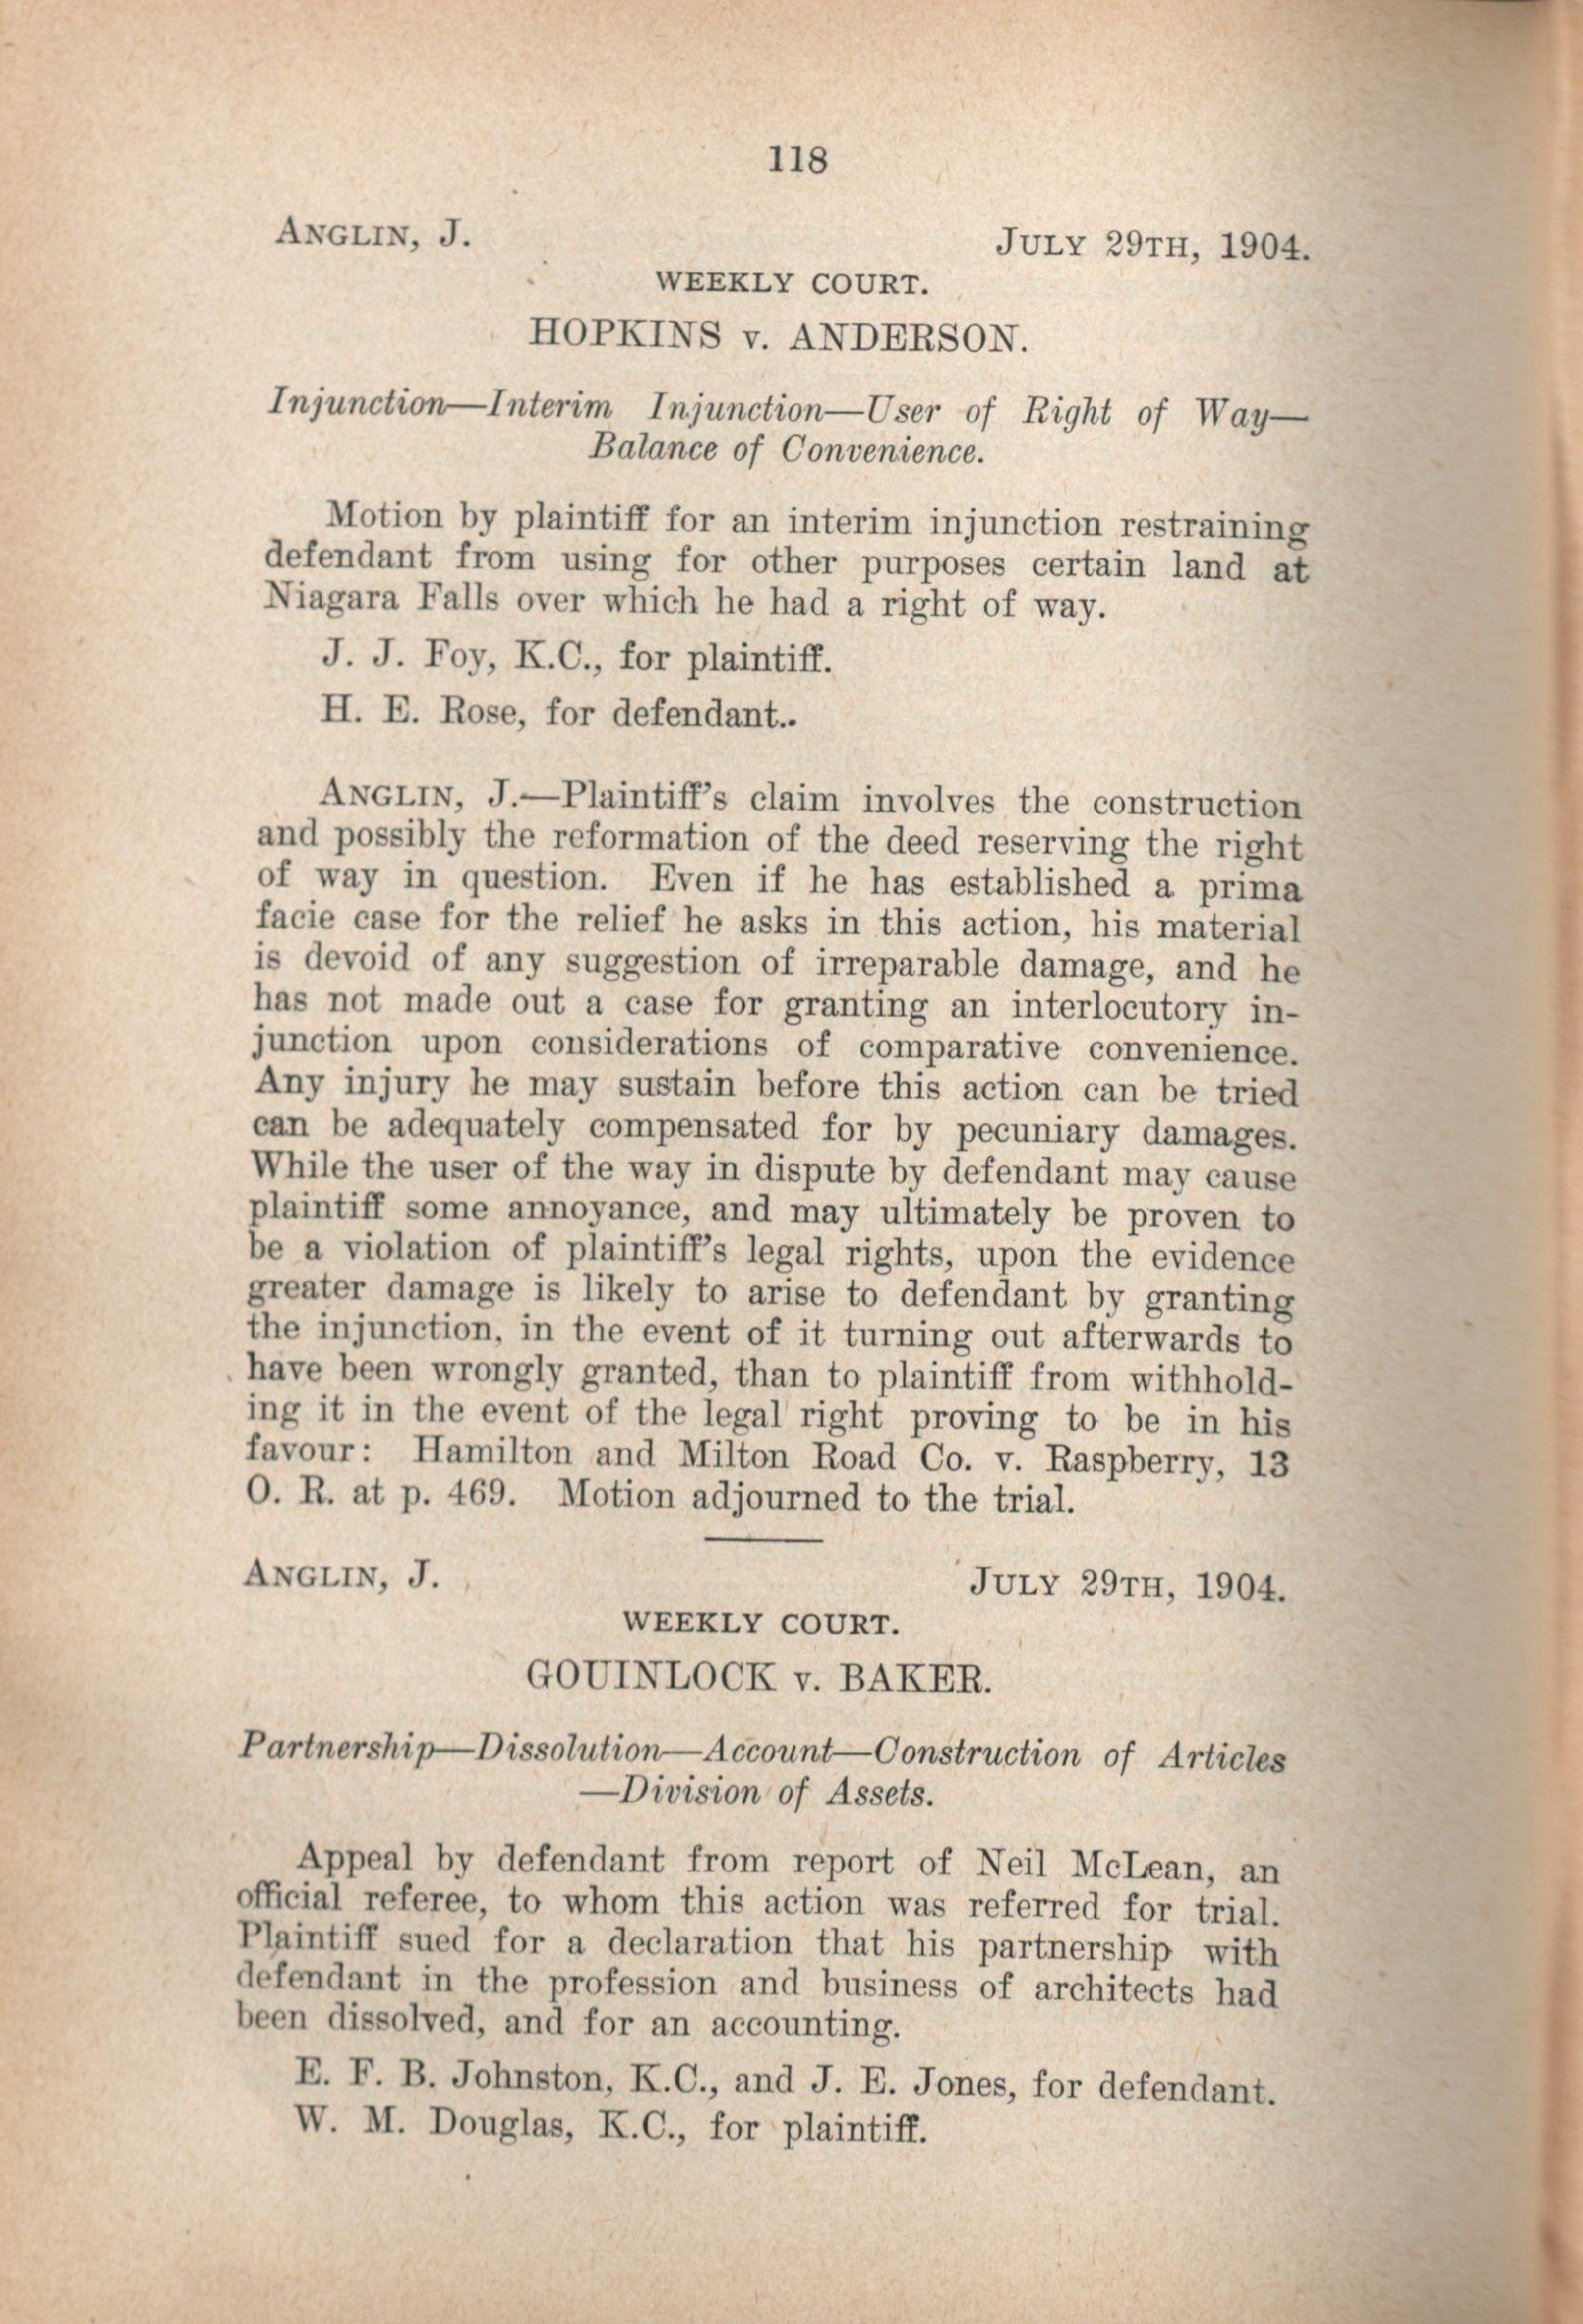 118
ANGLIN, J.
JULY 29TH, 1904.
WEEKLY COURT.
HOPKINS v. ANDERSON.
Injunction—Interim Injunction—User of Right of Way—
Balance of Convenience.
Motion by plaintiff for an interim injunction restraining
defendant from using for other purposes certain land at
Niagara Falls over which he had a right of way.
J. J. Foy, K.C., for plaintiff.
H. E. Rose, for defendant..
ANGLIN, J.—Plaintiff's claim involves the construction
and possibly the reformation of the deed reserving the right
of way in question. Even if he has established a prima
facie case for the relief he asks in this action, his material
is devoid of any suggestion of irreparable damage, and he
has not made out a case for granting an interlocutory in-
junction upon considerations of comparative convenience.
Any injury he may sustain before this action can be tried
can be adequately compensated for by pecuniary damages.
While the user of the way in dispute by defendant may cause
plaintiff some annoyance, and may ultimately be proven to
be a violation of plaintiff's legal rights, upon the evidence
greater damage is likely to arise to defendant by granting
the injunction, in the event of it turning out afterwards to
have been wrongly granted, than to plaintiff from withhold-
ing it in the event of the legal right proving to be in his
favour: Hamilton and Milton Road Co. v. Raspberry, 13
O. R. at p. 469. Motion adjourned to the trial.
ANGLIN, J.
JULY 29TH, 1904.
WEEKLY COURT.
GOUINLOCK v. BAKER.
Partnership—Dissolution—Account—Construction of Articles
—Division of Assets.
Appeal by defendant from report of Neil McLean, an
official referee, to whom this action was referred for trial.
Plaintiff sued for a declaration that his partnership with
defendant in the profession and business of architects had
been dissolved, and for an accounting.
E. F. B. Johnston, K.C., and J. E. Jones, for defendant.
W. M. Douglas, K.C., for plaintiff.